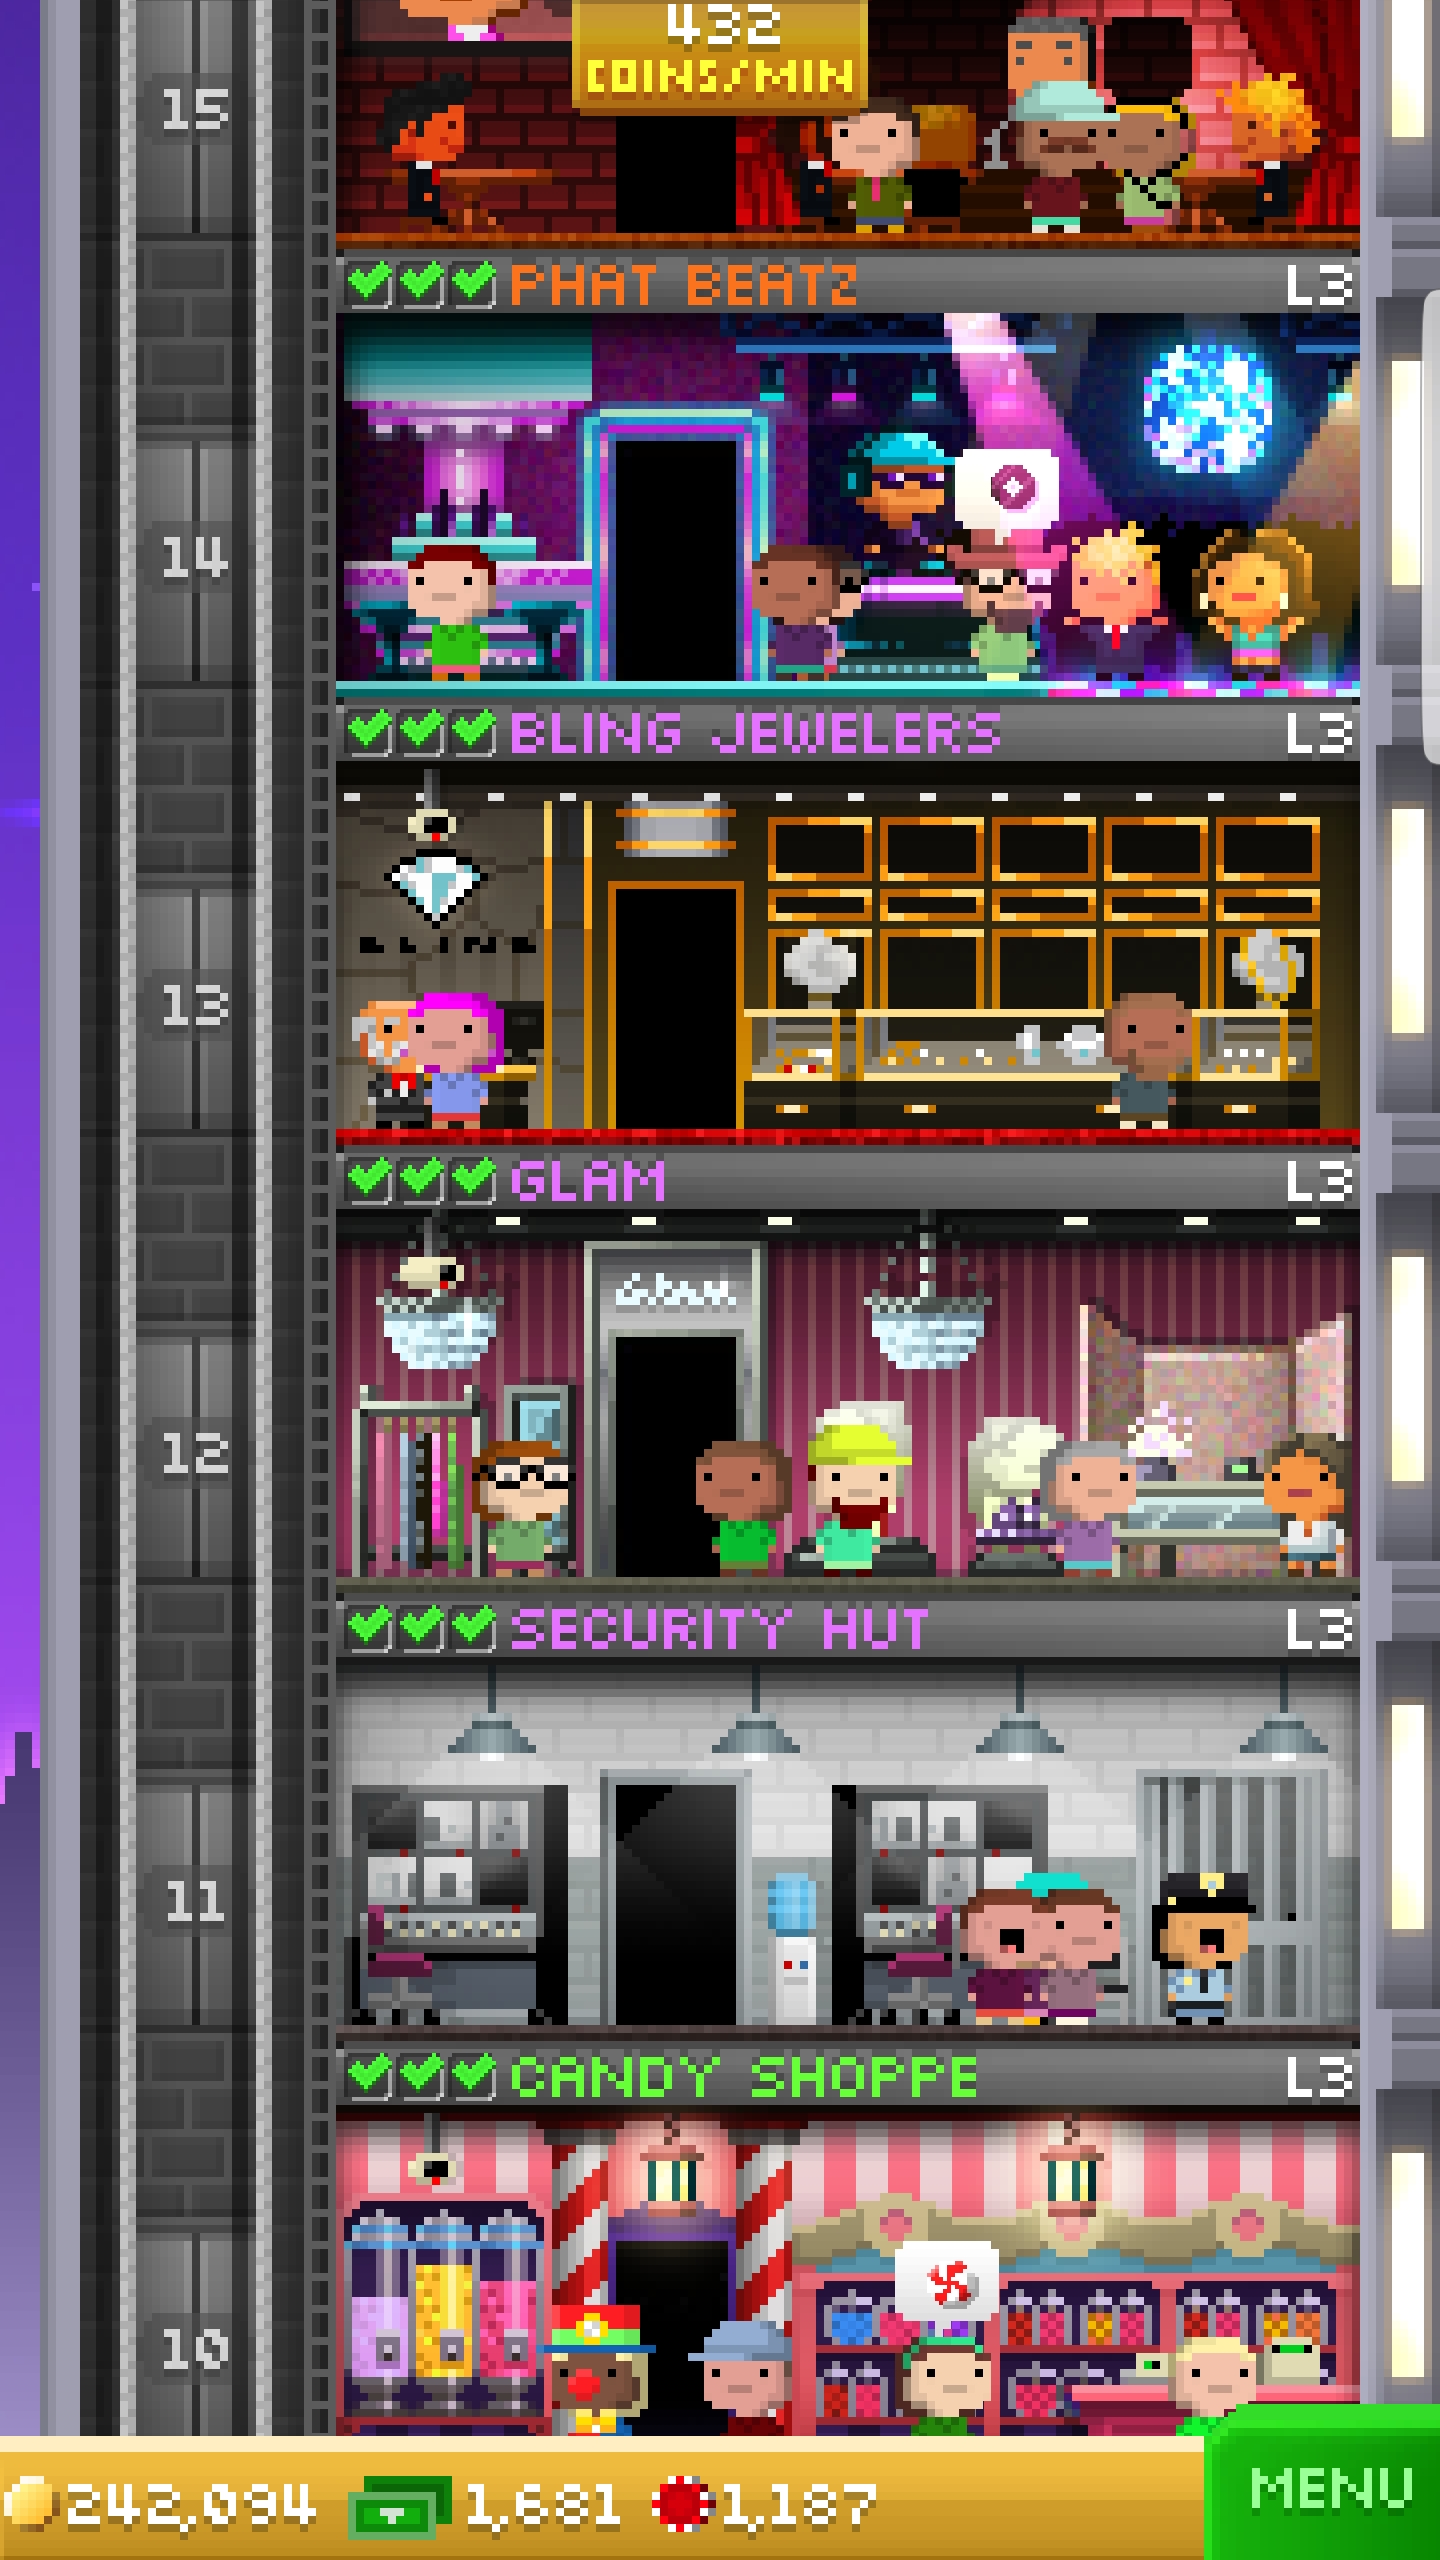 432
COINS/MIN
15
PHAT BEATZ L3
14
BLING JEWELERS L3
BLING
13
GLAM L3
Glam
12
SECURITY HUT L3
11
CANDY SHOPPE L3
10
242,094 1,681 1,187 MENU